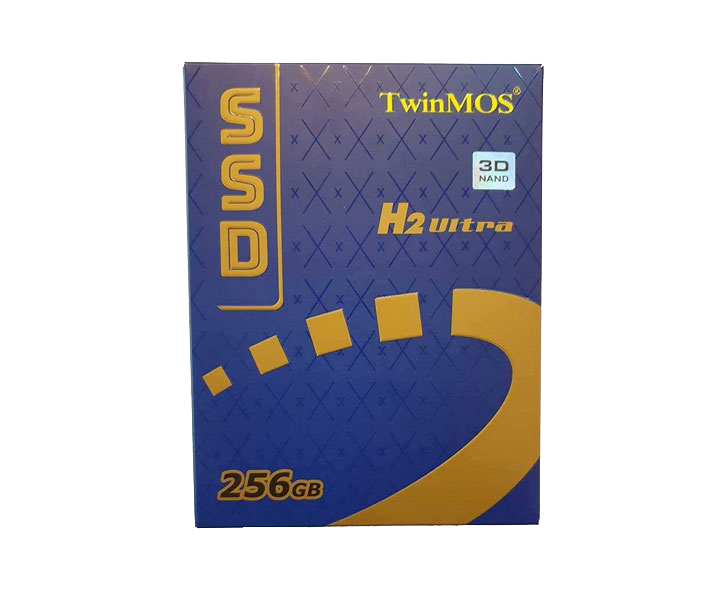 SSD
TwinMOS®
3D
NAND
H2 ultra
256GB